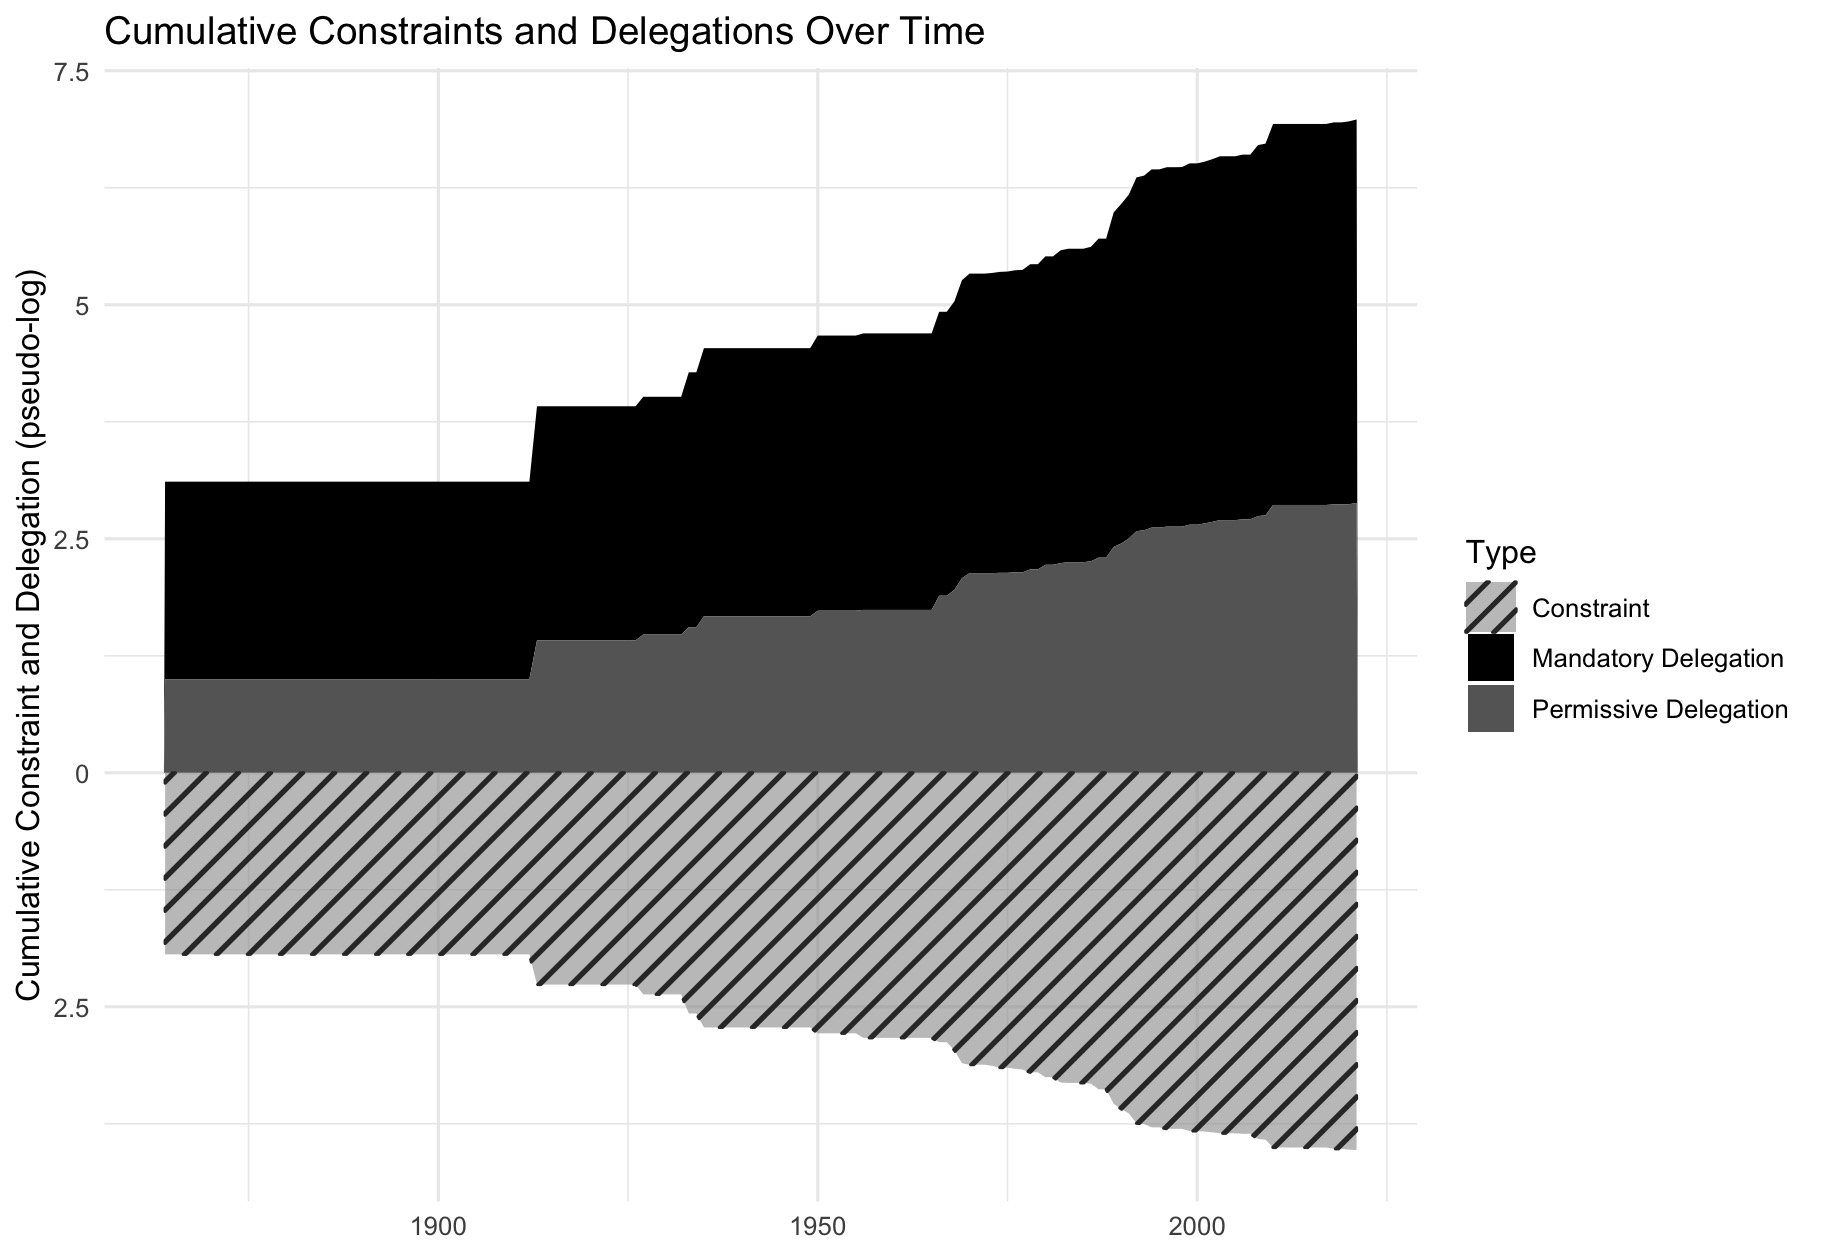 Cumulative Constraints and Delegations Over Time
Cumulative Constraint and Delegation (pseudo-log)
7.5
5
2.5
0
2.5
1900
1950
2000
Type
Constraint
Mandatory Delegation
Permissive Delegation